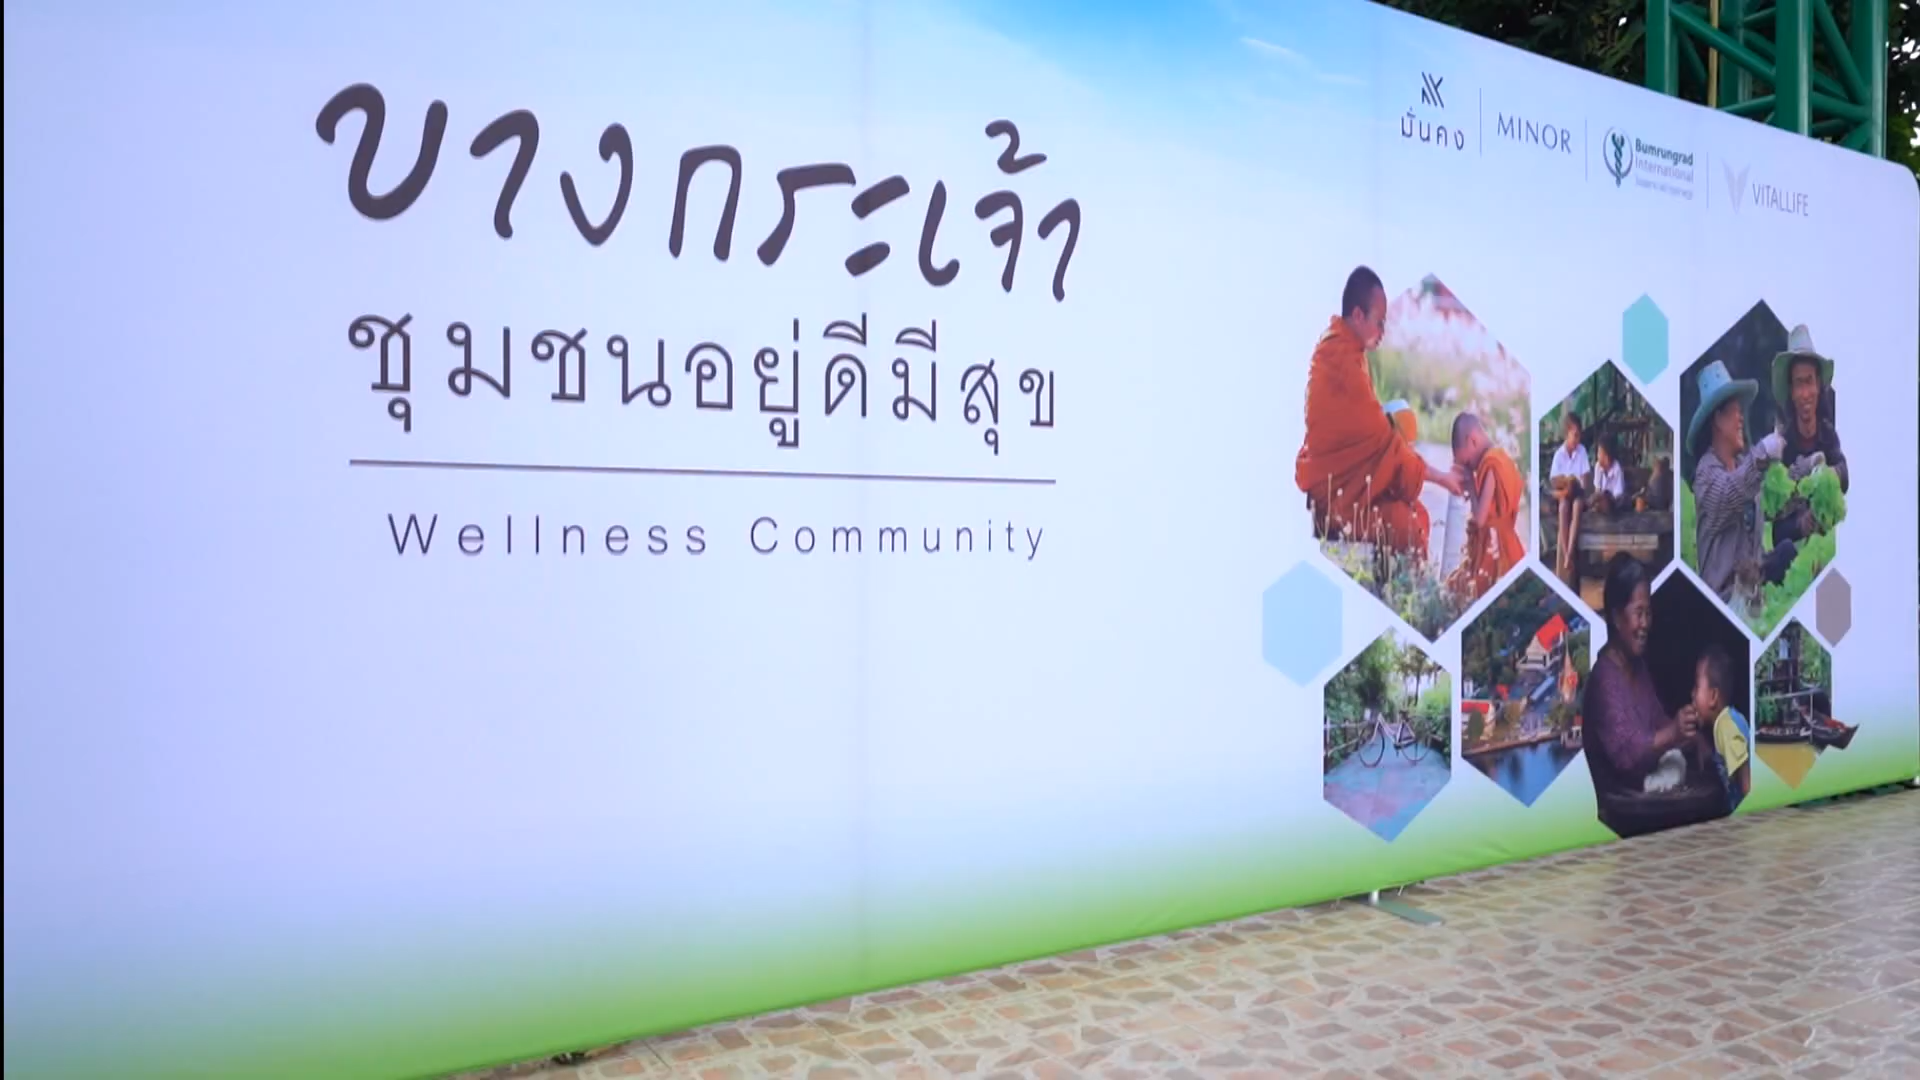 บางกระเจ้า
ชุมชนอยู่ดีมีสุข
Wellness Community
มั่นคง
MINOR
Bumrungrad
International
VITALLIFE